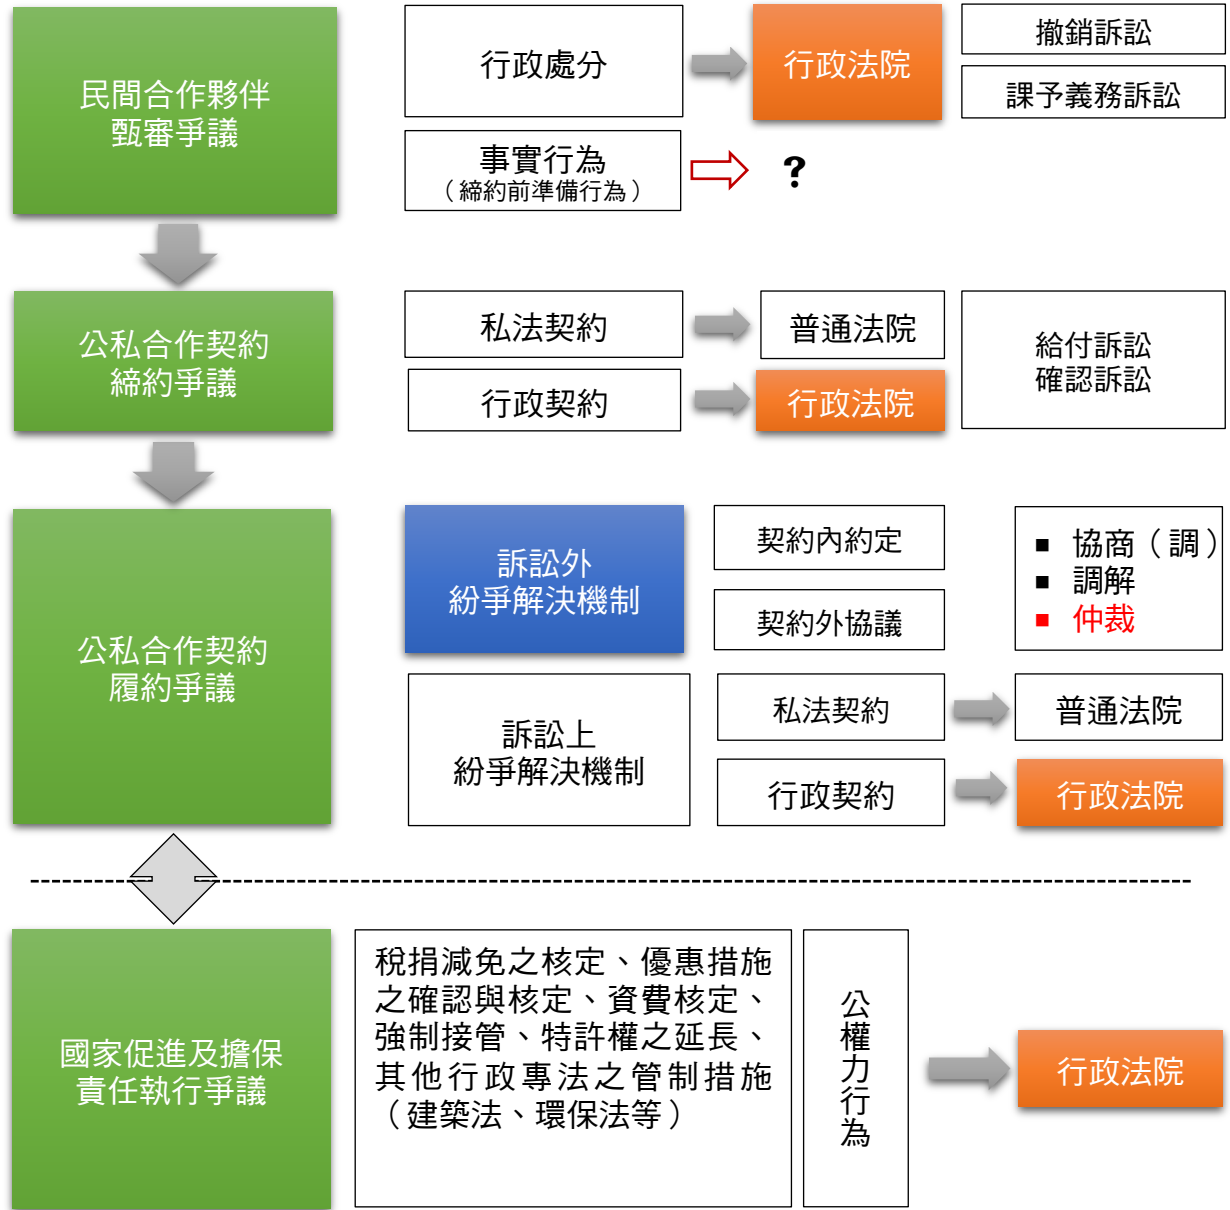 民間合作夥伴
甄審爭議
行政處分
行政法院
撤銷訴訟
課予義務訴訟
事實行為
（締約前準備行為）
?
公私合作契約
締約爭議
私法契約
普通法院
行政契約
行政法院
給付訴訟
確認訴訟
公私合作契約
履約爭議
訴訟外
紛爭解決機制
契約內約定
契約外協議
▪ 協商（調）
▪ 調解
▪ 仲裁
訴訟上
紛爭解決機制
私法契約
普通法院
行政契約
行政法院
國家促進及擔保
責任執行爭議
稅捐減免之核定、優惠措施
之確認與核定、資費核定、
強制接管、特許權之延長、
其他行政專法之管制措施
（建築法、環保法等）
公權力行為
行政法院